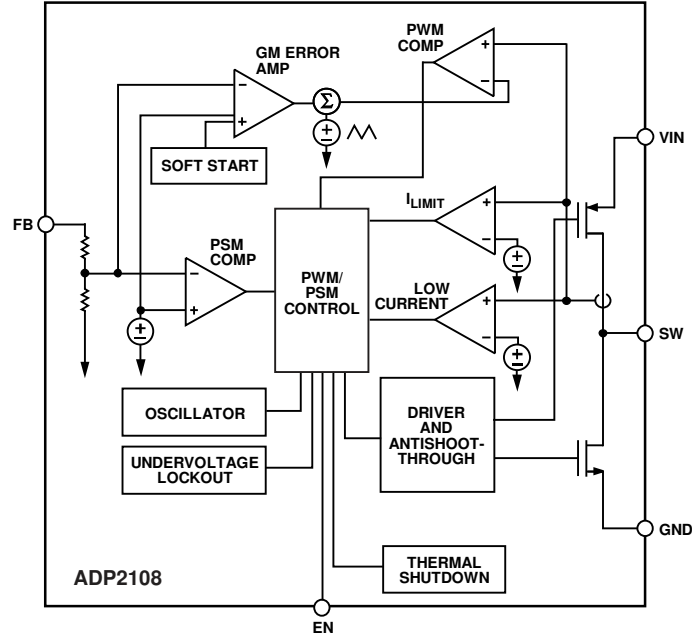 GM ERROR
AMP
PWM
COMP
+
−
−
+
Σ
+
−
SOFT START
VIN
FB
PSM
COMP
−
+
+
−
PWM/
PSM
CONTROL
ILIMIT
+
−
+
−
LOW
CURRENT
+
−
+
−
SW
OSCILLATOR
UNDERVOLTAGE
LOCKOUT
DRIVER
AND
ANTISHOOT-
THROUGH
GND
THERMAL
SHUTDOWN
ADP2108
EN